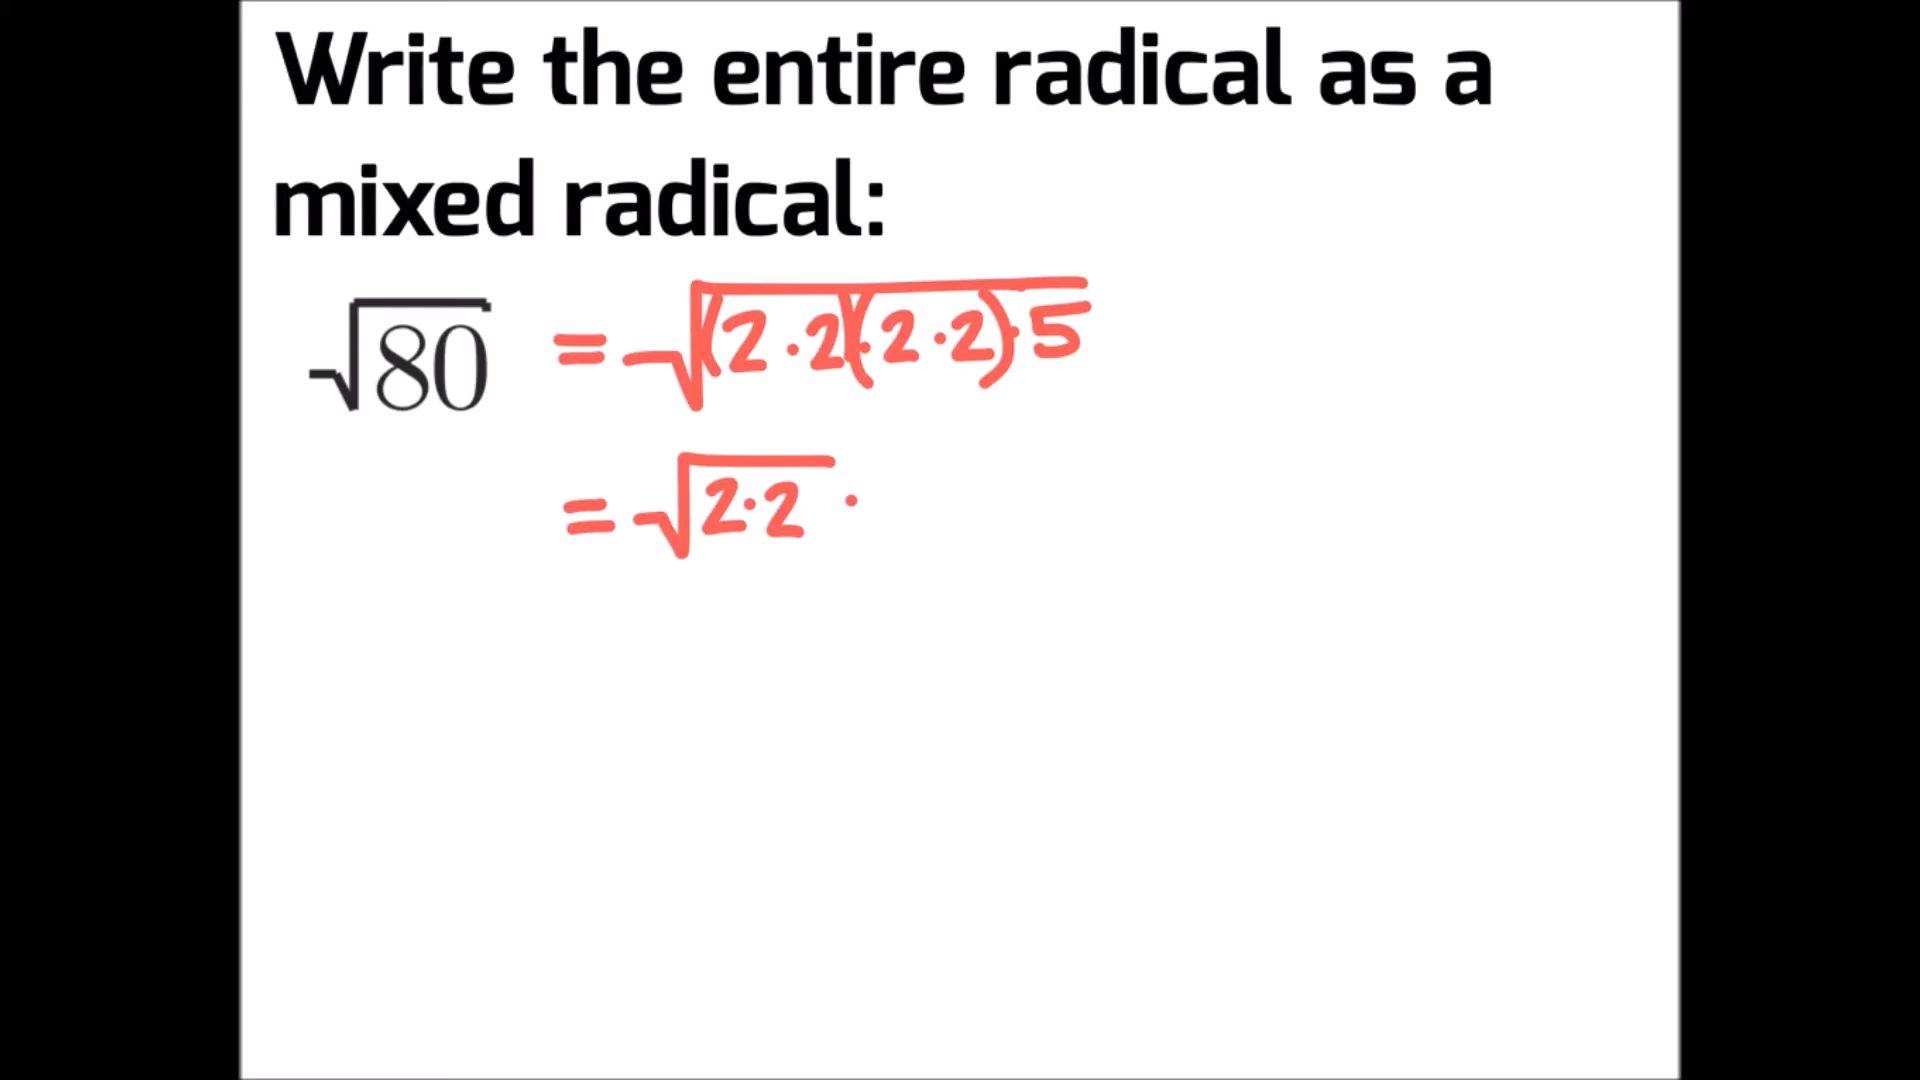 Write the entire radical as a
mixed radical:
√80 = √(2·2)(·2·2)·5
= √2·2 ·